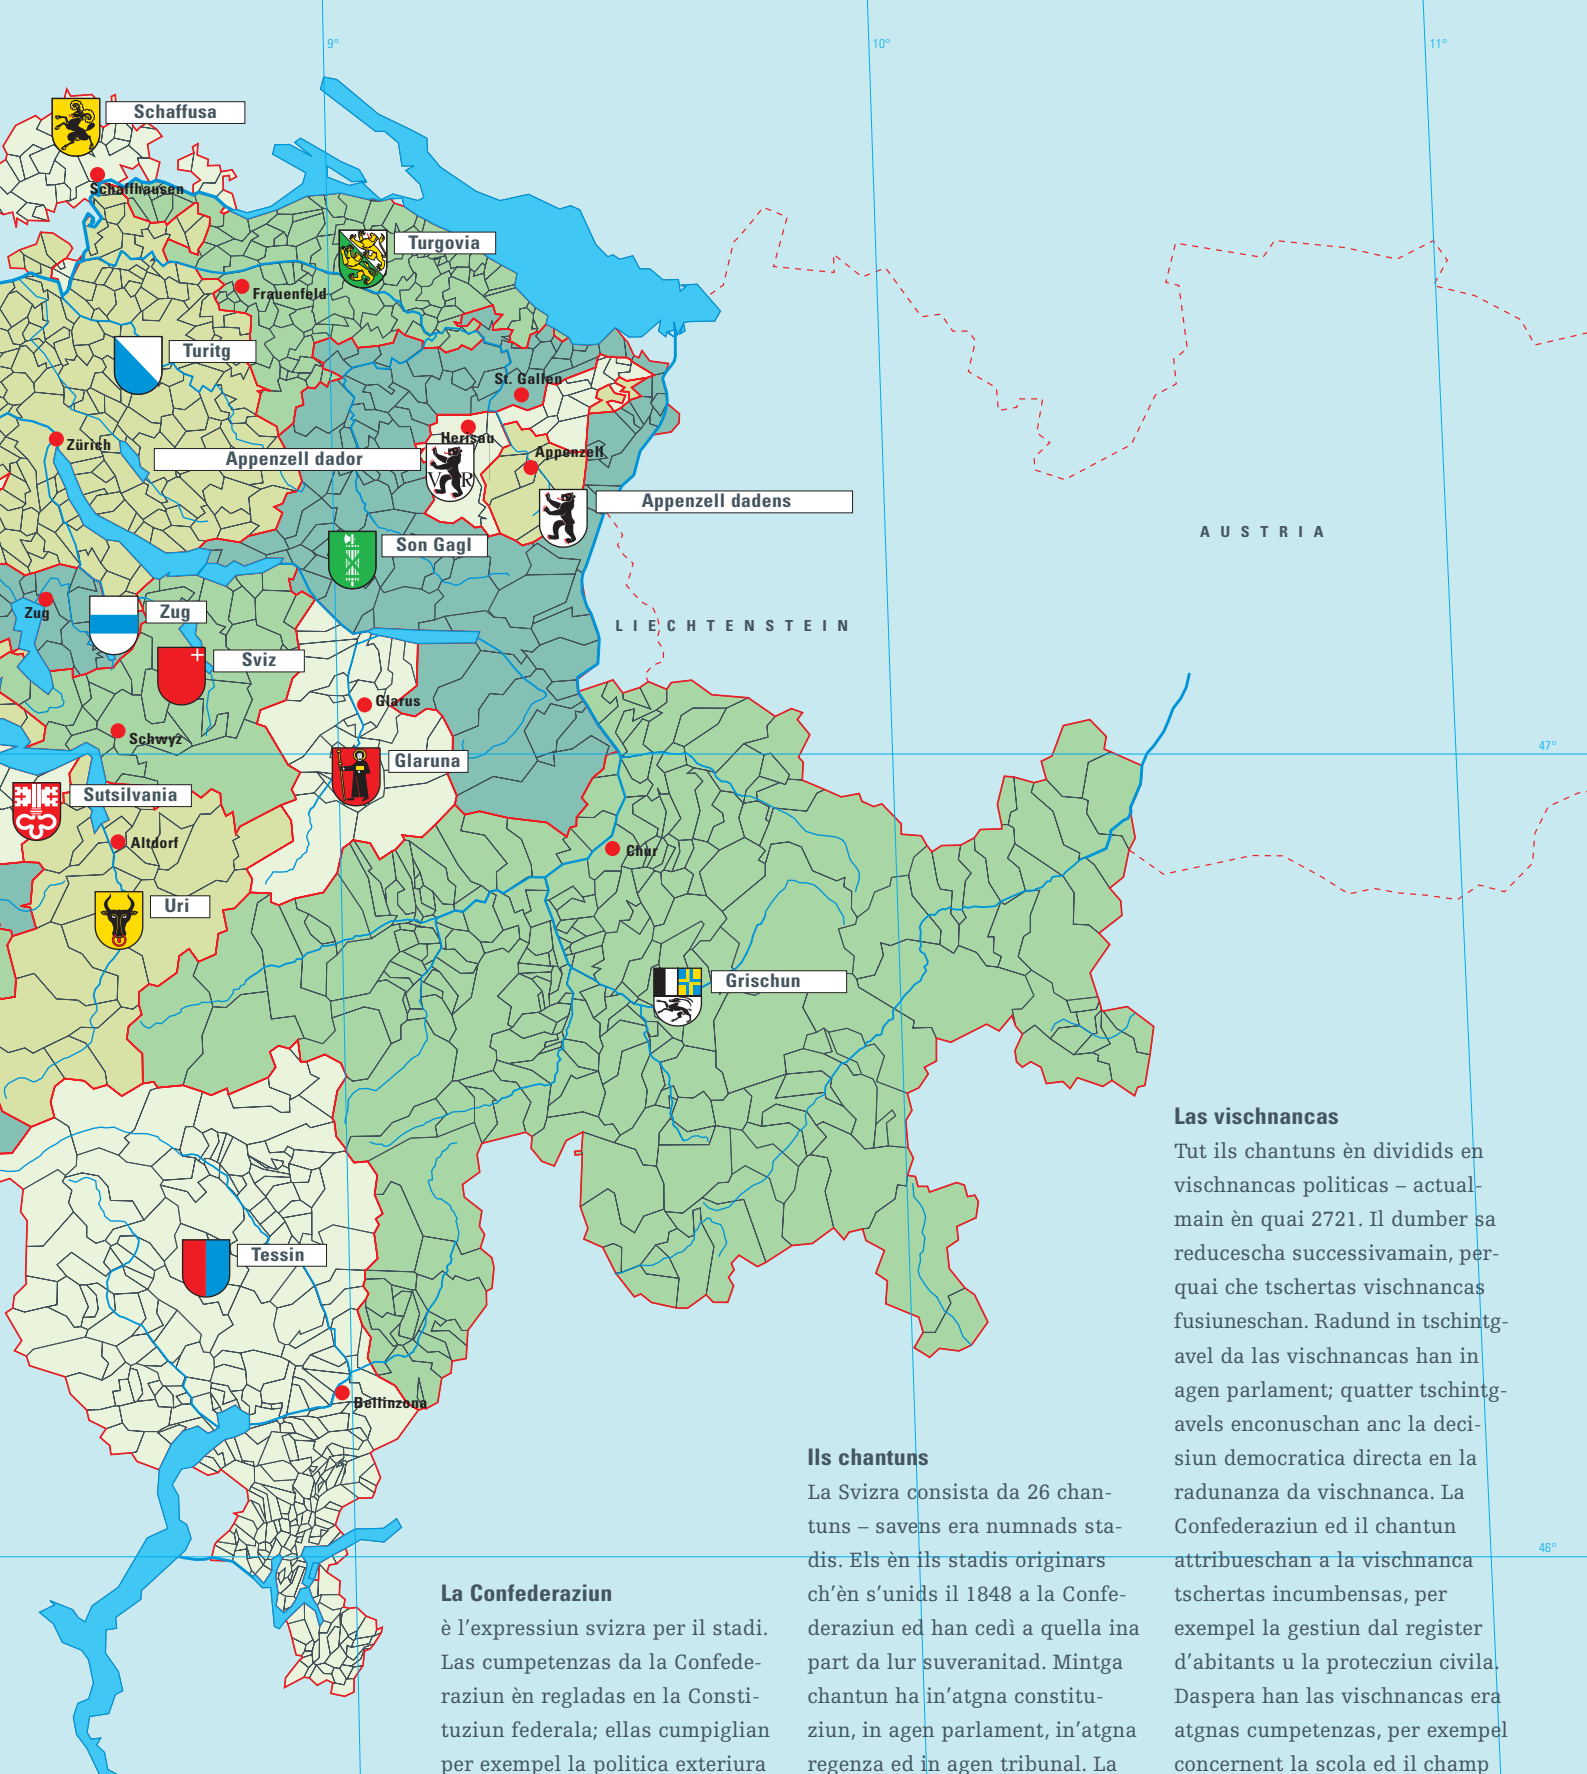 9°
10°
11°
Schaffusa
Schaffhausen
Turgovia
Frauenfeld
Turitg
St. Gallen
Herisau
Zürich
Appenzell
Appenzell dador
V R
Appenzell dadens
AUSTRIA
Son Gagl
Zug
Zug
LIECHTENSTEIN
Sviz
Glarus
Schwyz
47°
Glaruna
Sutsilvania
Altdorf
Chur
Uri
Grischun
Tessin
Bellinzona
46°
La Confederaziun
è l’expressiun svizra per il stadi.
Las cumpetenzas da la Confede-
raziun èn regladas en la Consti-
tuziun federala; ellas cumpiglian
per exempel la politica exteriura
Ils chantuns
La Svizra consista da 26 chan-
tuns – savens era numnads sta-
dis. Els èn ils stadis originars
ch’èn s’unids il 1848 a la Confe-
deraziun ed han cedì a quella ina
part da lur suveranitad. Mintga
chantun ha in’atgna constitu-
ziun, in agen parlament, in’atgna
regenza ed in agen tribunal. La
Las vischnancas
Tut ils chantuns èn dividids en
vischnancas politicas – actual-
main èn quai 2721. Il dumber sa
reducescha successivamain, per-
quai che tschertas vischnancas
fusiuneschan. Radund in tschintg-
avel da las vischnancas han in
agen parlament; quatter tschintg-
avels enconuschan anc la deci-
siun democratica directa en la
radunanza da vischnanca. La
Confederaziun ed il chantun
attribueschan a la vischnanca
tschertas incumbensas, per
exempel la gestiun dal register
d’abitants u la protecziun civila.
Daspera han las vischnancas era
atgnas cumpetenzas, per exempel
concernent la scola ed il champ